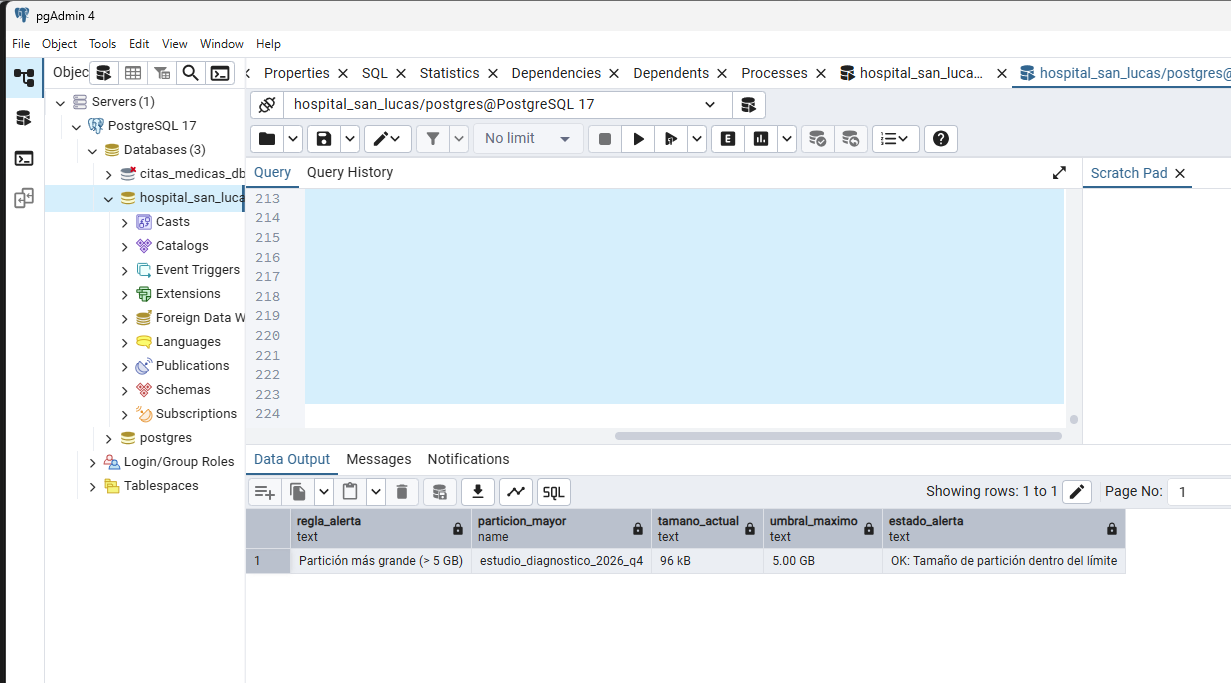 pgAdmin 4
File Object Tools Edit View Window Help
Objec
Properties SQL Statistics Dependencies Dependents Processes hospital_san_luca... hospital_san_lucas/postgres@
Servers (1)
PostgreSQL 17
Databases (3)
citas_medicas_db
hospital_san_luca
Casts
Catalogs
Event Triggers
Extensions
Foreign Data W
Languages
Publications
Schemas
Subscriptions
postgres
Login/Group Roles
Tablespaces
hospital_san_lucas/postgres@PostgreSQL 17
No limit
E
Query Query History
Scratch Pad
213
214
215
216
217
218
219
220
221
222
223
224
Data Output Messages Notifications
SQL
Showing rows: 1 to 1
Page No: 1
regla_alerta particion_mayor tamano_actual umbral_maximo estado_alerta
text name text text text
1 Partición más grande (> 5 GB) estudio_diagnostico_2026_q4 96 kB 5.00 GB OK: Tamaño de partición dentro del límite